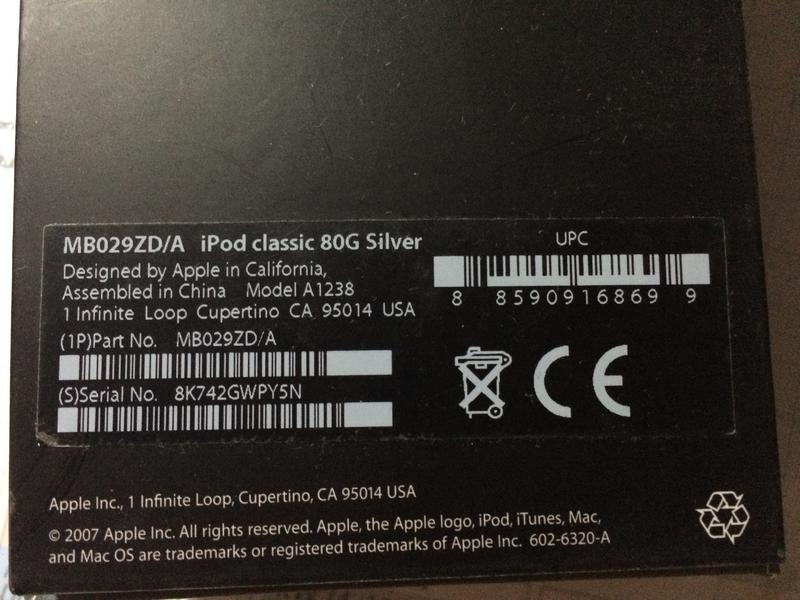 MB029ZD/A iPod classic 80G Silver
Designed by Apple in California,
Assembled in China Model A1238
1 Infinite Loop Cupertino CA 95014 USA
(1P)Part No. MB029ZD/A
(S)Serial No. 8K742GWPY5N
UPC
8 8590916869 9
CE
Apple Inc., 1 Infinite Loop, Cupertino, CA 95014 USA
© 2007 Apple Inc. All rights reserved. Apple, the Apple logo, iPod, iTunes, Mac,
and Mac OS are trademarks or registered trademarks of Apple Inc. 602-6320-A